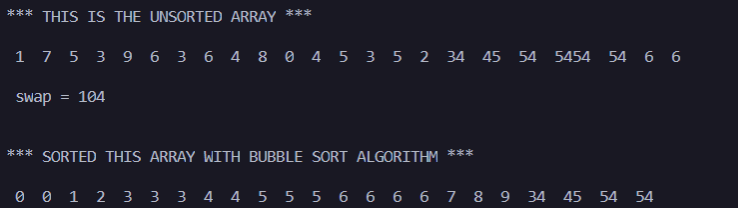 *** THIS IS THE UNSORTED ARRAY ***
1 7 5 3 9 6 3 6 4 8 0 4 5 3 5 2 34 45 54 5454 54 6 6
swap = 104
*** SORTED THIS ARRAY WITH BUBBLE SORT ALGORITHM ***
0 0 1 2 3 3 3 4 4 5 5 5 6 6 6 6 7 8 9 34 45 54 54